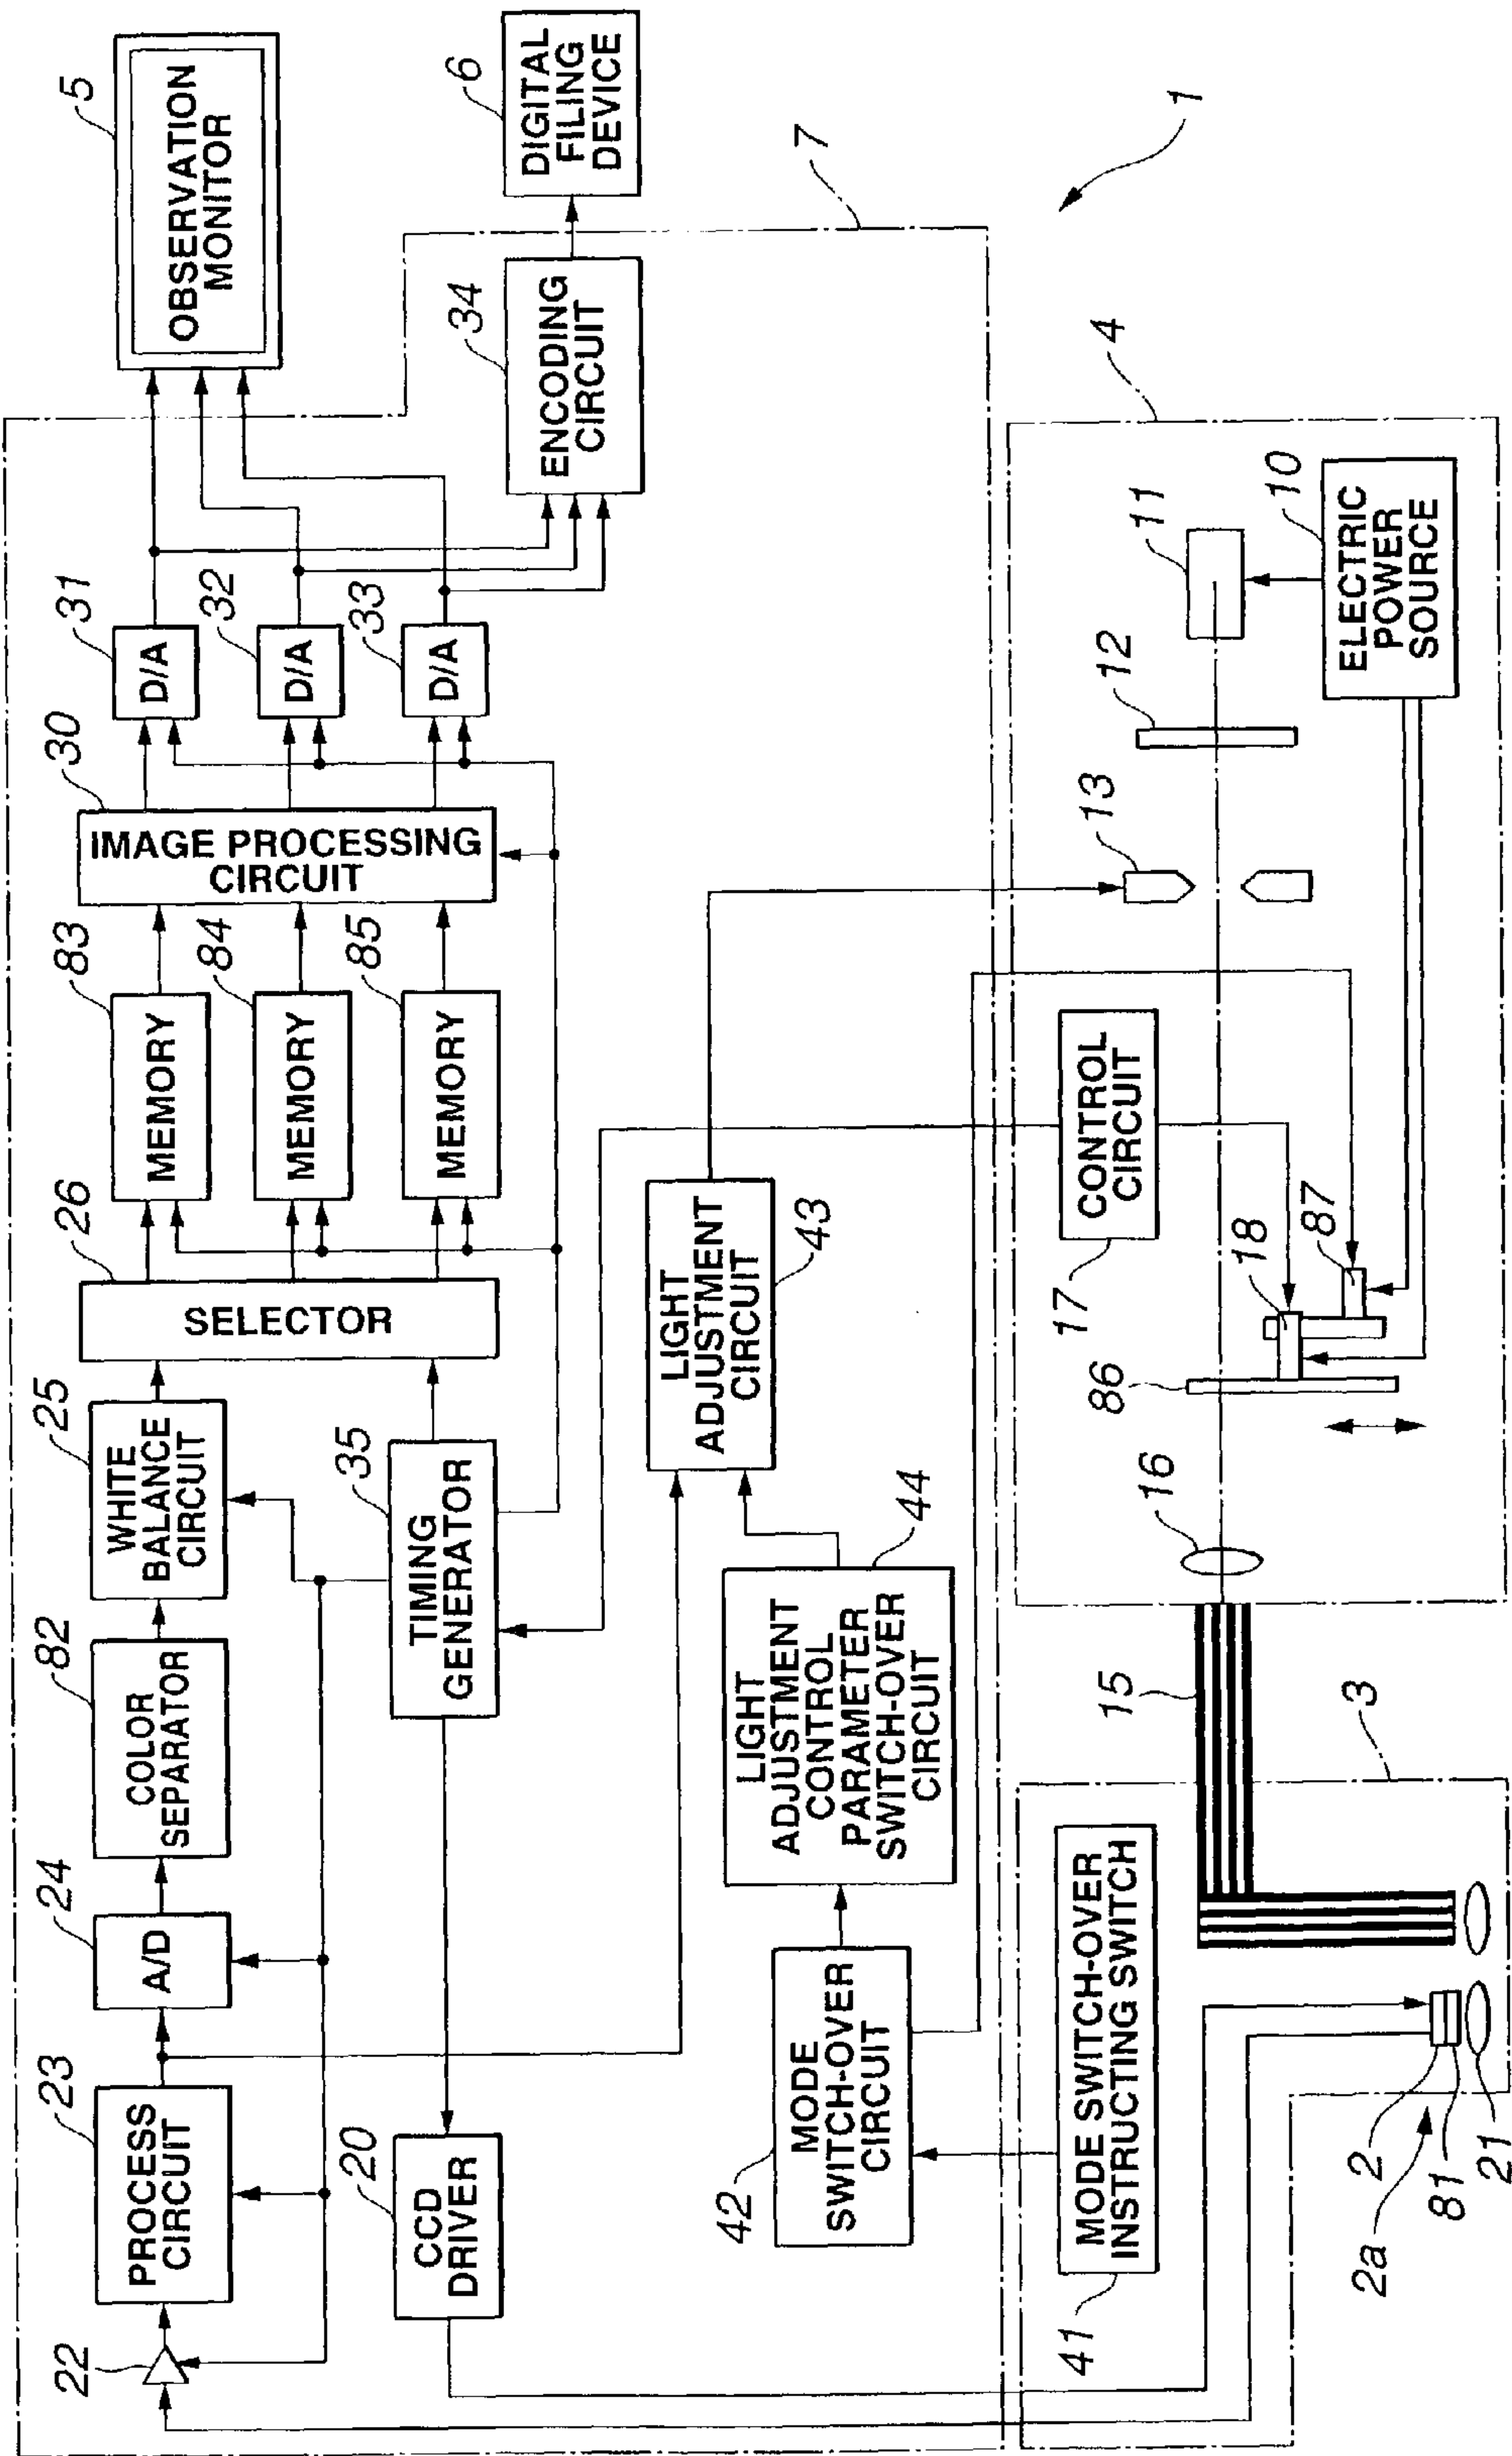 5
OBSERVATION
MONITOR
6
DIGITAL
FILING
DEVICE
7
1
34
ENCODING
CIRCUIT
31
D/A
32
D/A
33
D/A
30
IMAGE PROCESSING
CIRCUIT
83
MEMORY
84
MEMORY
85
MEMORY
26
SELECTOR
25
WHITE
BALANCE
CIRCUIT
82
COLOR
SEPARATOR
24
A/D
23
PROCESS
CIRCUIT
22
35
TIMING
GENERATOR
20
CCD
DRIVER
LIGHT
ADJUSTMENT
CIRCUIT
43
44
LIGHT
ADJUSTMENT
CONTROL
PARAMETER
SWITCH-OVER
CIRCUIT
42
MODE
SWITCH-OVER
CIRCUIT
4
11
10
ELECTRIC
POWER
SOURCE
12
13
CONTROL
CIRCUIT
17
18
87
86
16
15
3
MODE SWITCH-OVER
INSTRUCTING SWITCH
41
2
2a
81
21